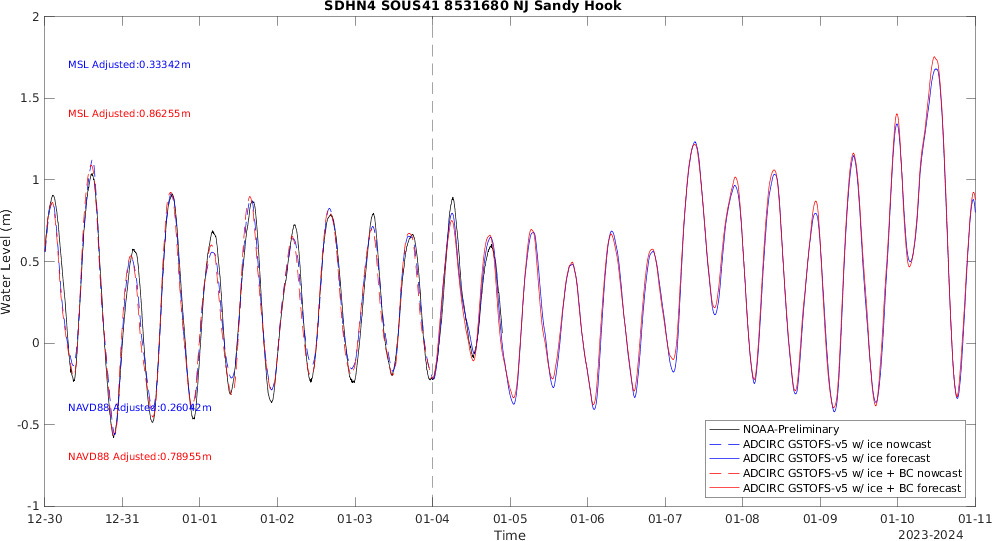 SDHN4 SOUS41 8531680 NJ Sandy Hook
2
1.5
1
0.5
0
-0.5
-1
Water Level (m)
MSL Adjusted:0.33342m
MSL Adjusted:0.86255m
NAVD88 Adjusted:0.26042m
NAVD88 Adjusted:0.78955m
NOAA-Preliminary
ADCIRC GSTOFS-v5 w/ ice nowcast
ADCIRC GSTOFS-v5 w/ ice forecast
ADCIRC GSTOFS-v5 w/ ice + BC nowcast
ADCIRC GSTOFS-v5 w/ ice + BC forecast
12-30 12-31 01-01 01-02 01-03 01-04 01-05 01-06 01-07 01-08 01-09 01-10 01-11
Time
2023-2024